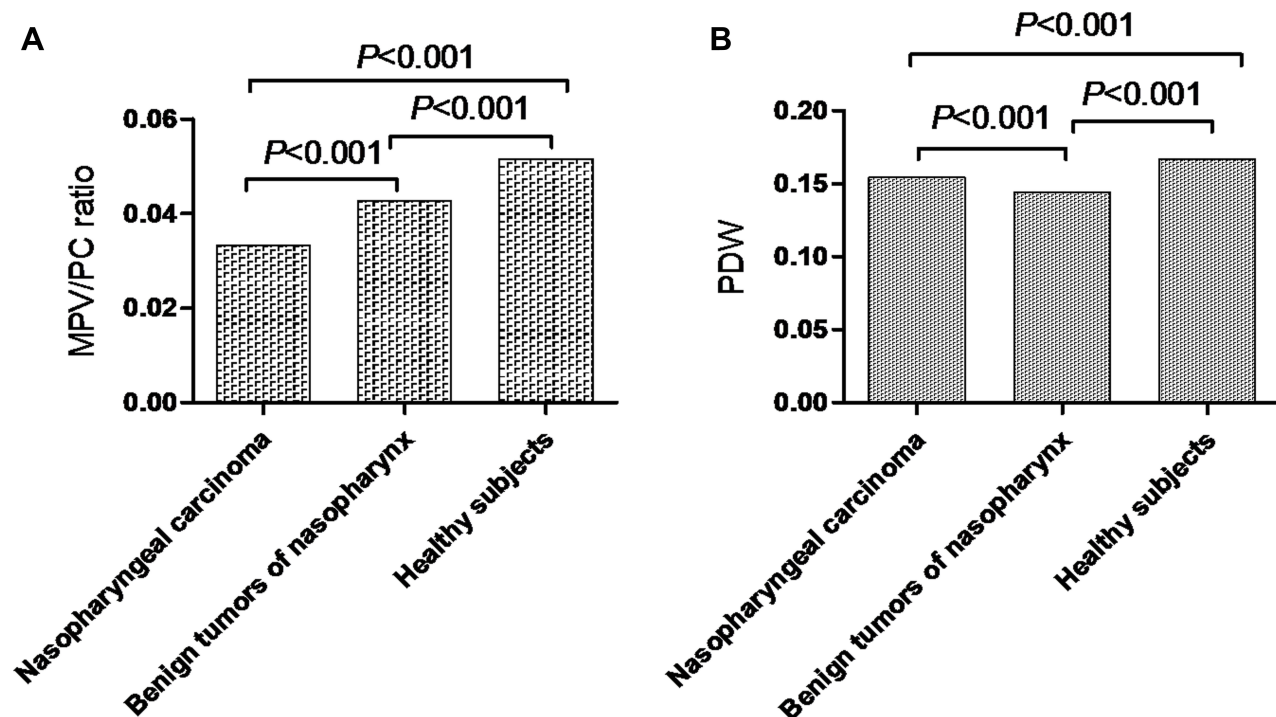 A
P<0.001
P<0.001
P<0.001
MPV/PC ratio
0.06
0.04
0.02
0.00
Nasopharyngeal carcinoma
Benign tumors of nasopharynx
Healthy subjects
B
P<0.001
P<0.001
P<0.001
PDW
0.20
0.15
0.10
0.05
0.00
Nasopharyngeal carcinoma
Benign tumors of nasopharynx
Healthy subjects